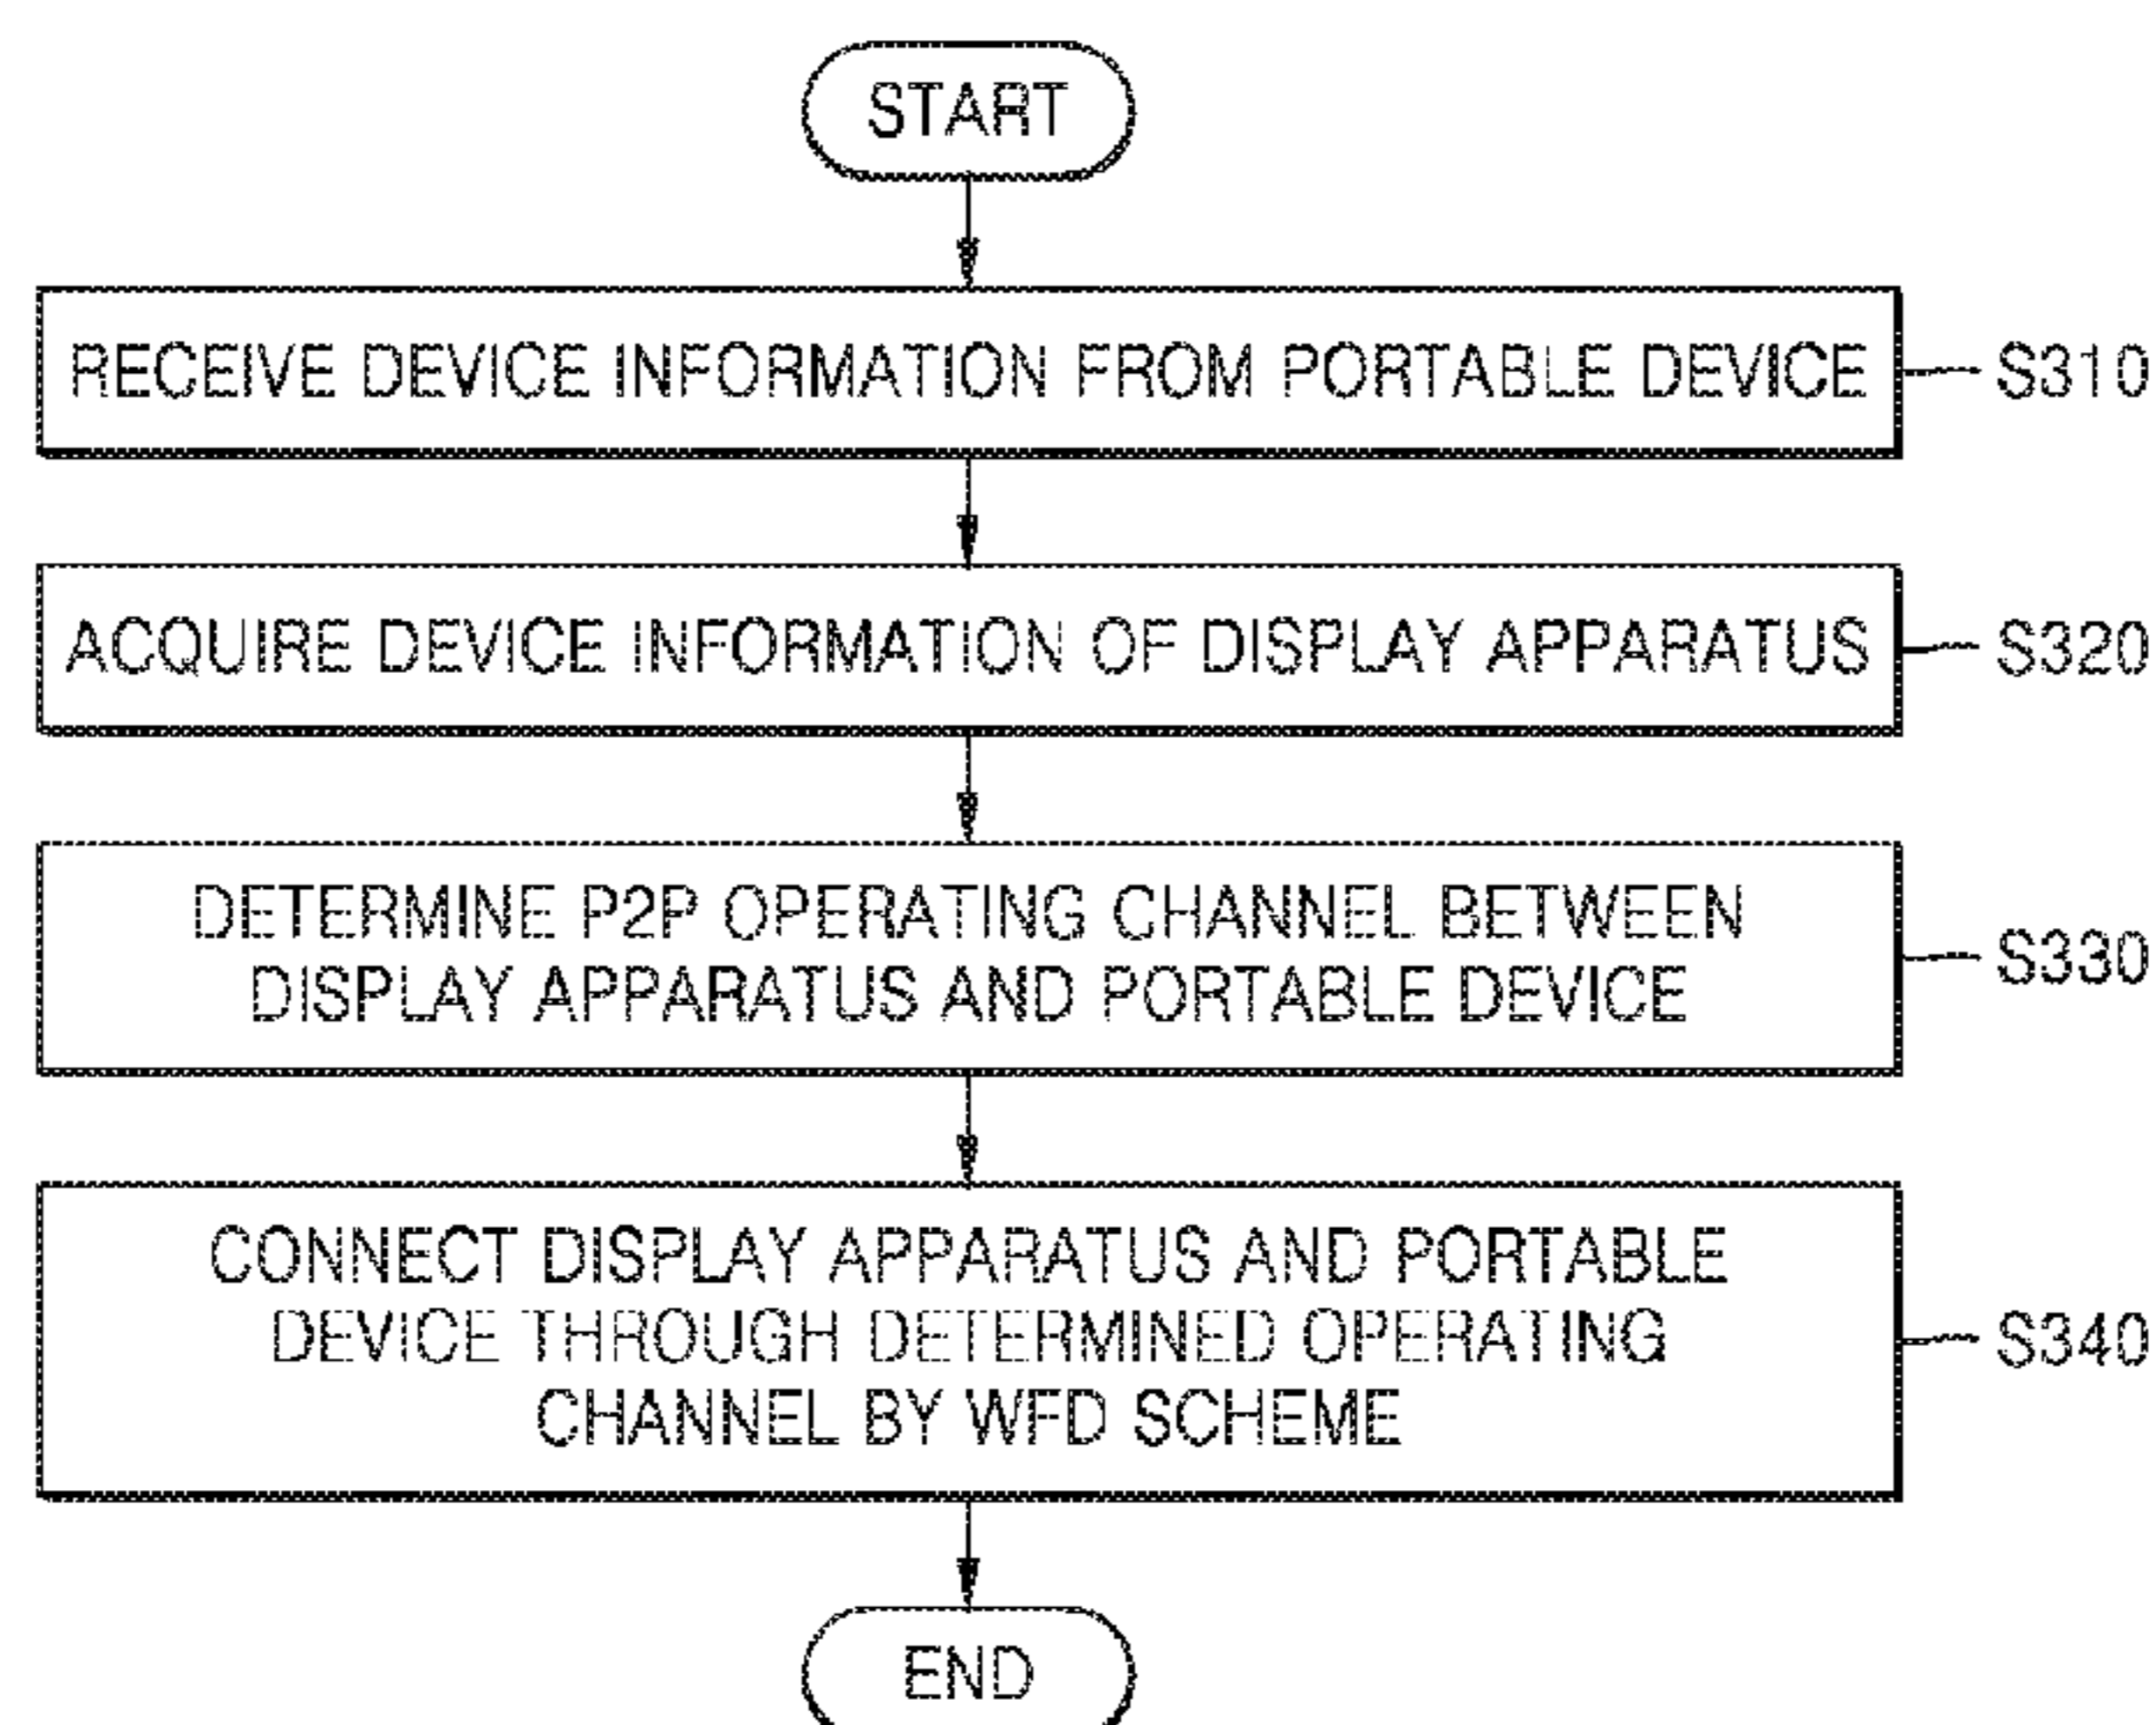 START
RECEIVE DEVICE INFORMATION FROM PORTABLE DEVICE
S310
ACQUIRE DEVICE INFORMATION OF DISPLAY APPARATUS
S320
DETERMINE P2P OPERATING CHANNEL BETWEEN
DISPLAY APPARATUS AND PORTABLE DEVICE
S330
CONNECT DISPLAY APPARATUS AND PORTABLE
DEVICE THROUGH DETERMINED OPERATING
CHANNEL BY WFD SCHEME
S340
END